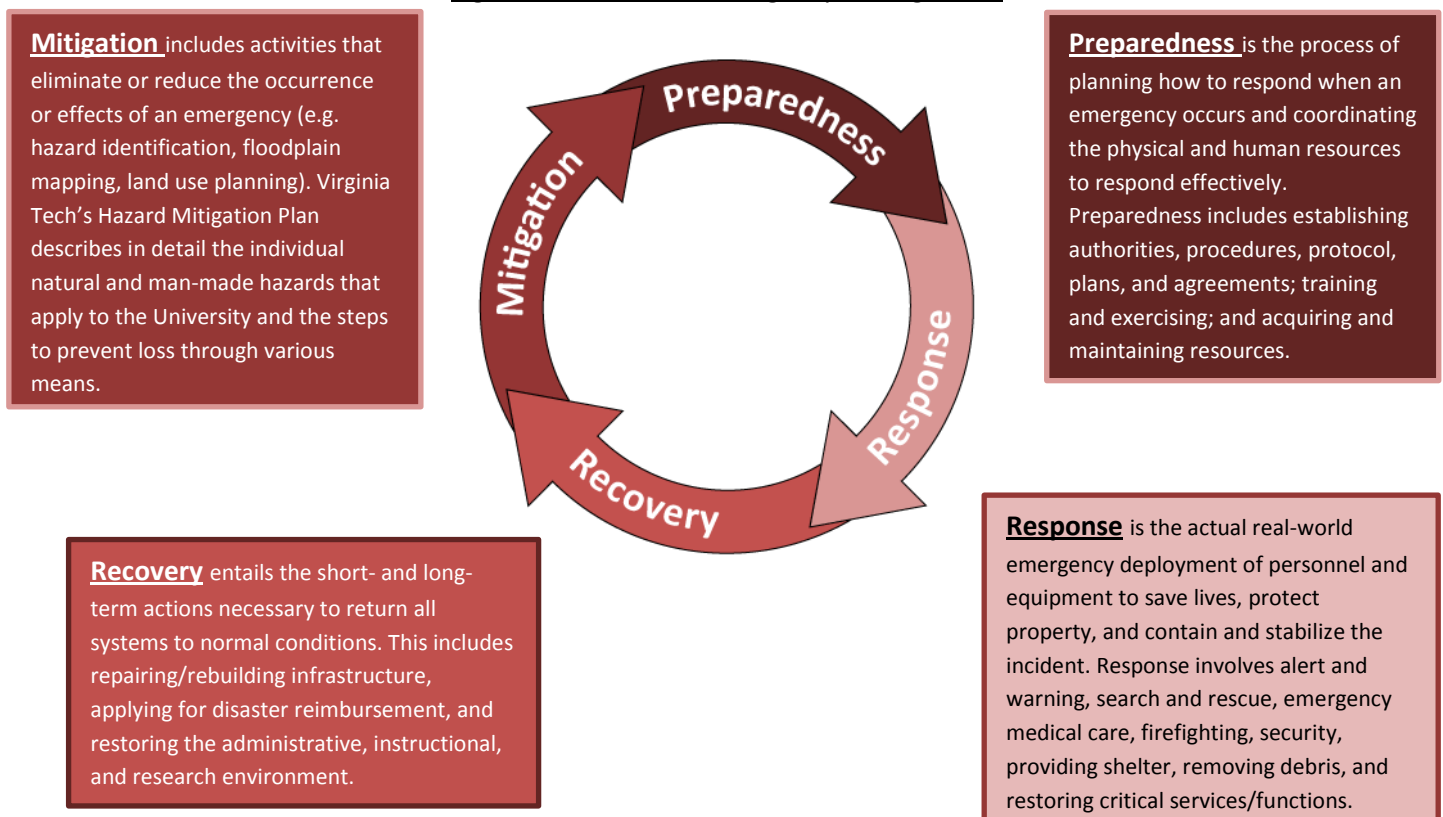 Mitigation includes activities that
eliminate or reduce the occurrence
or effects of an emergency (e.g.
hazard identification, floodplain
mapping, land use planning). Virginia
Tech’s Hazard Mitigation Plan
describes in detail the individual
natural and man-made hazards that
apply to the University and the steps
to prevent loss through various
means.
Preparedness is the process of
planning how to respond when an
emergency occurs and coordinating
the physical and human resources
to respond effectively.
Preparedness includes establishing
authorities, procedures, protocol,
plans, and agreements; training
and exercising; and acquiring and
maintaining resources.
Preparedness
Mitigation
Response
Recovery
Recovery entails the short- and long-
term actions necessary to return all
systems to normal conditions. This includes
repairing/rebuilding infrastructure,
applying for disaster reimbursement, and
restoring the administrative, instructional,
and research environment.
Response is the actual real-world
emergency deployment of personnel and
equipment to save lives, protect
property, and contain and stabilize the
incident. Response involves alert and
warning, search and rescue, emergency
medical care, firefighting, security,
providing shelter, removing debris, and
restoring critical services/functions.